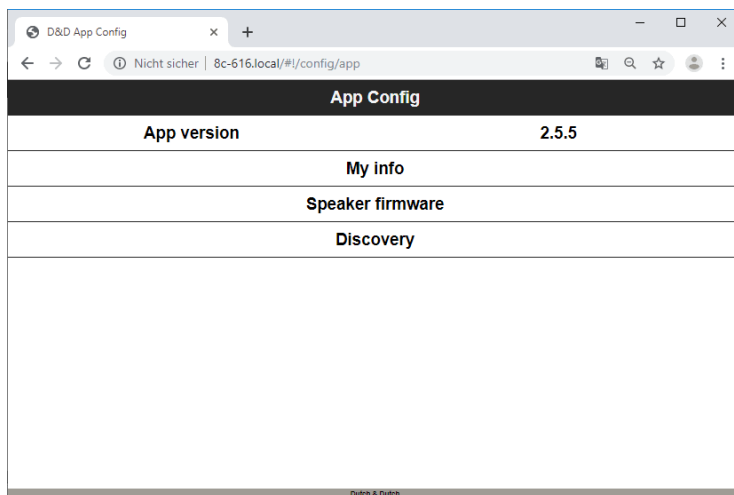 D&D App Config
Nicht sicher | 8c-616.local/#!/config/app
App Config
App version 2.5.5
My info
Speaker firmware
Discovery
Dutch & Dutch